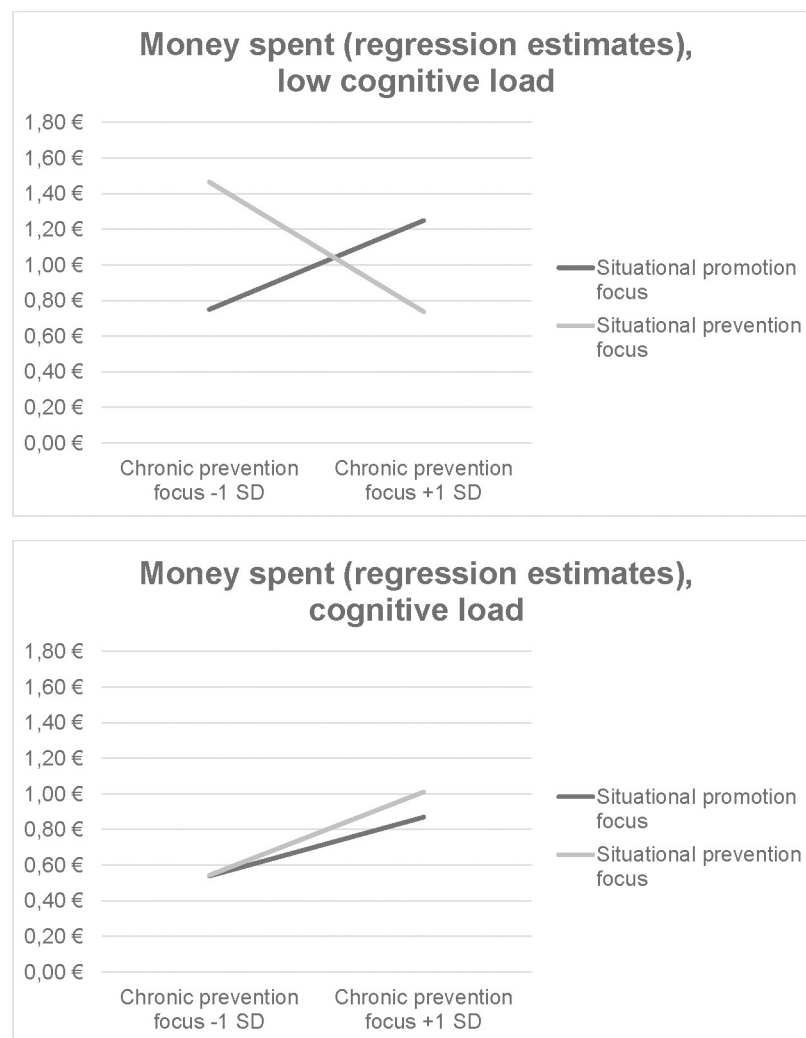 Money spent (regression estimates),
low cognitive load
1,80 €
1,60 €
1,40 €
1,20 €
1,00 €
0,80 €
0,60 €
0,40 €
0,20 €
0,00 €
Situational promotion
focus
Situational prevention
focus
Chronic prevention
focus -1 SD
Chronic prevention
focus +1 SD
Money spent (regression estimates),
cognitive load
1,80 €
1,60 €
1,40 €
1,20 €
1,00 €
0,80 €
0,60 €
0,40 €
0,20 €
0,00 €
Situational promotion
focus
Situational prevention
focus
Chronic prevention
focus -1 SD
Chronic prevention
focus +1 SD